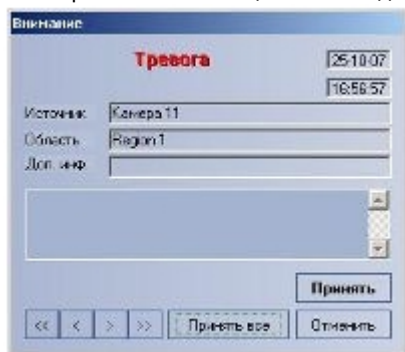 Внимание
Тревога 25-10-07
16:56:57
Источник Камера 11
Область Region 1
Доп. инф.
Принять
<< < > >> Принять все Отменить